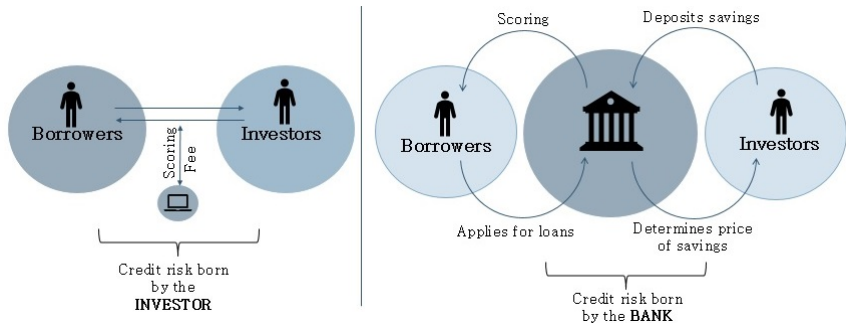 Borrowers
Investors
Scoring
Fee
Credit risk born
by the
INVESTOR
Scoring
Deposits savings
Borrowers
Investors
Applies for loans
Determines price
of savings
Credit risk born
by the BANK